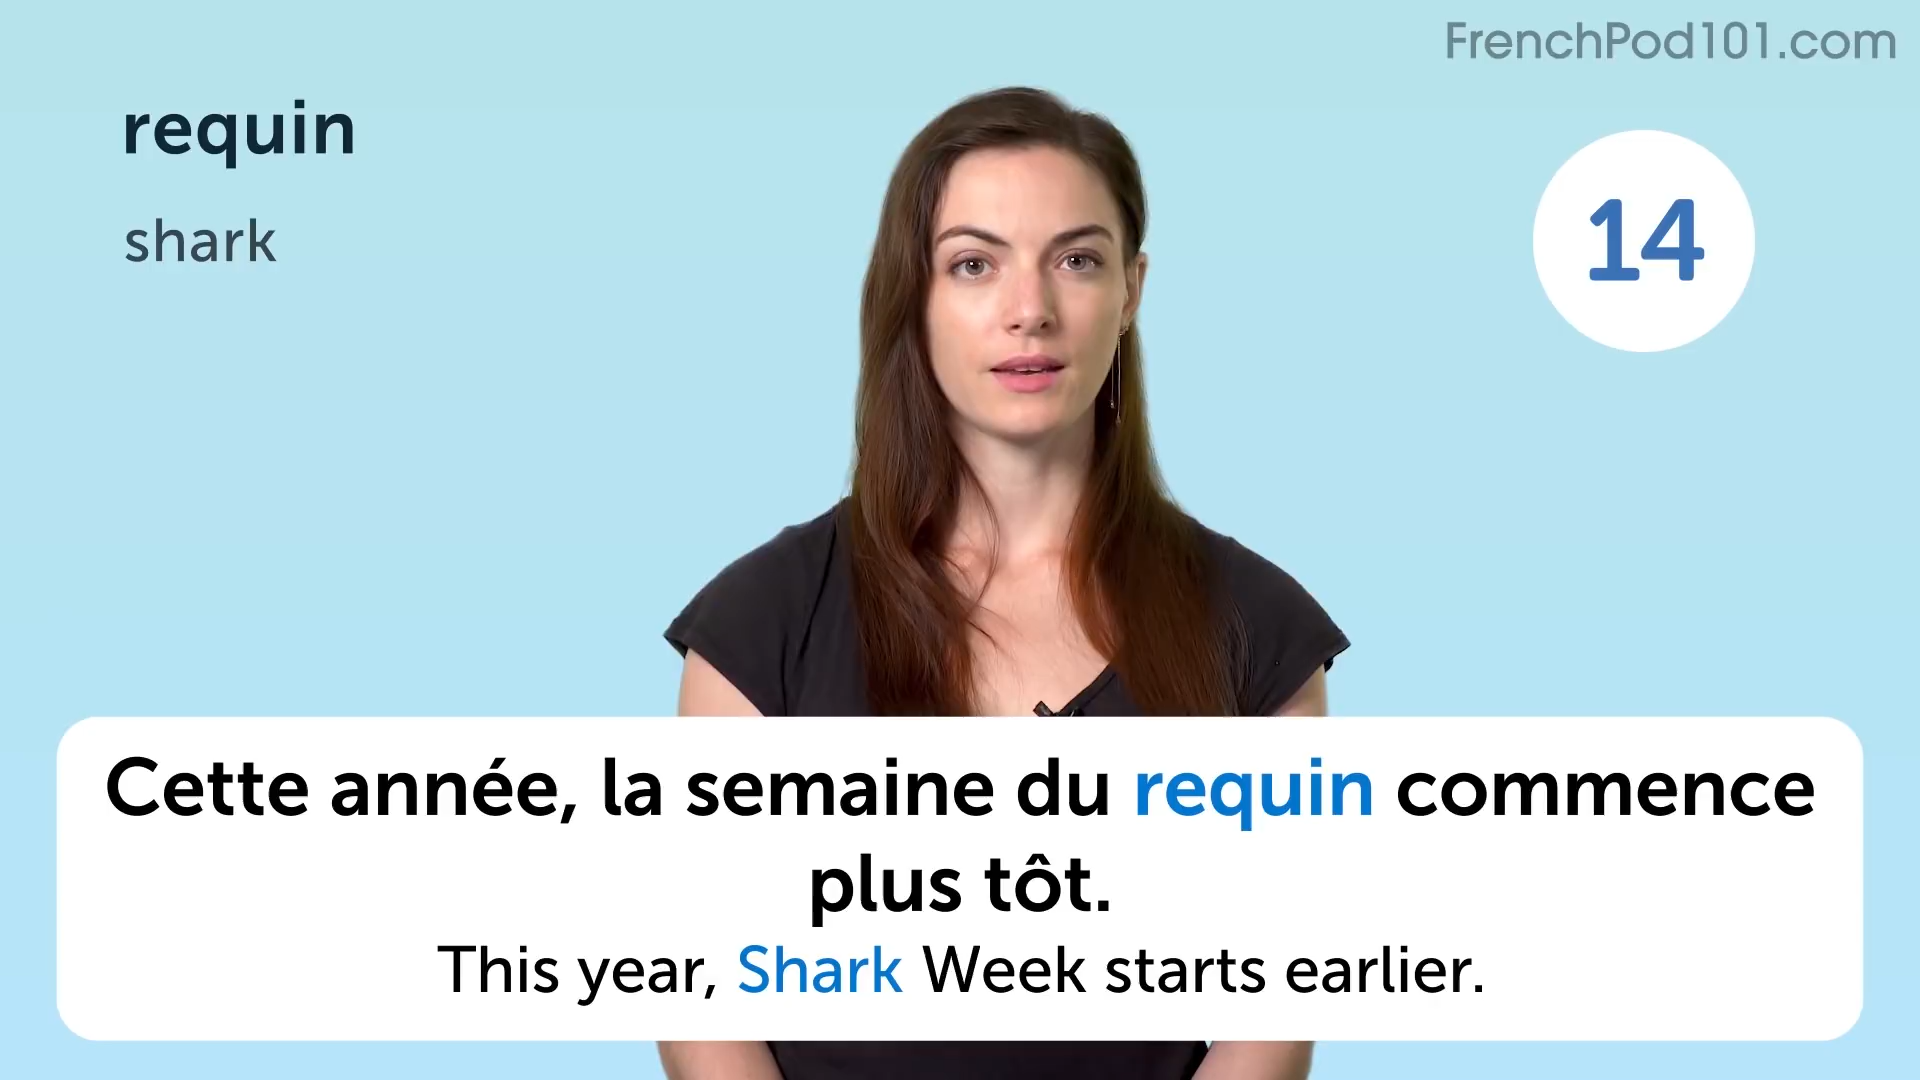 FrenchPod101.com
requin
shark
14
Cette année, la semaine du requin commence
plus tôt.
This year, Shark Week starts earlier.